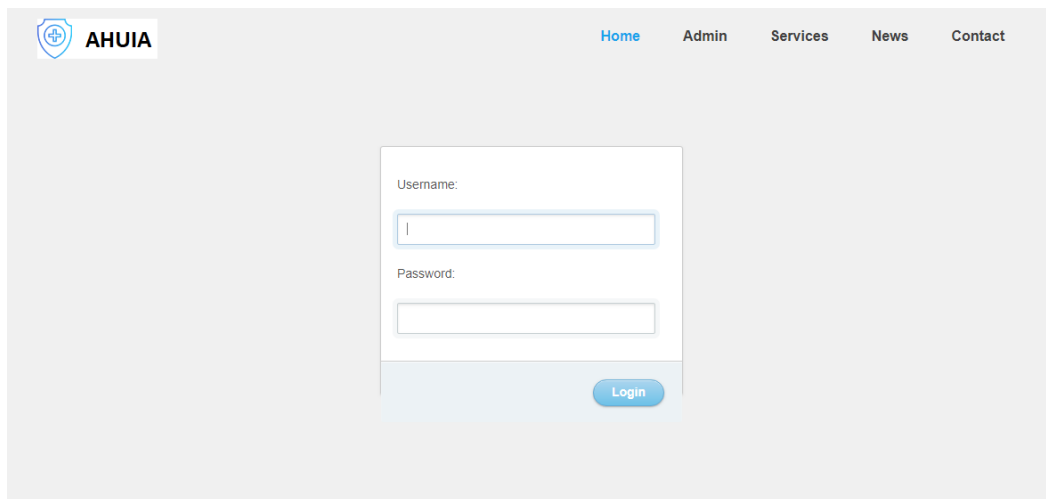 AHUIA
Home Admin Services News Contact
Username:
Password:
Login